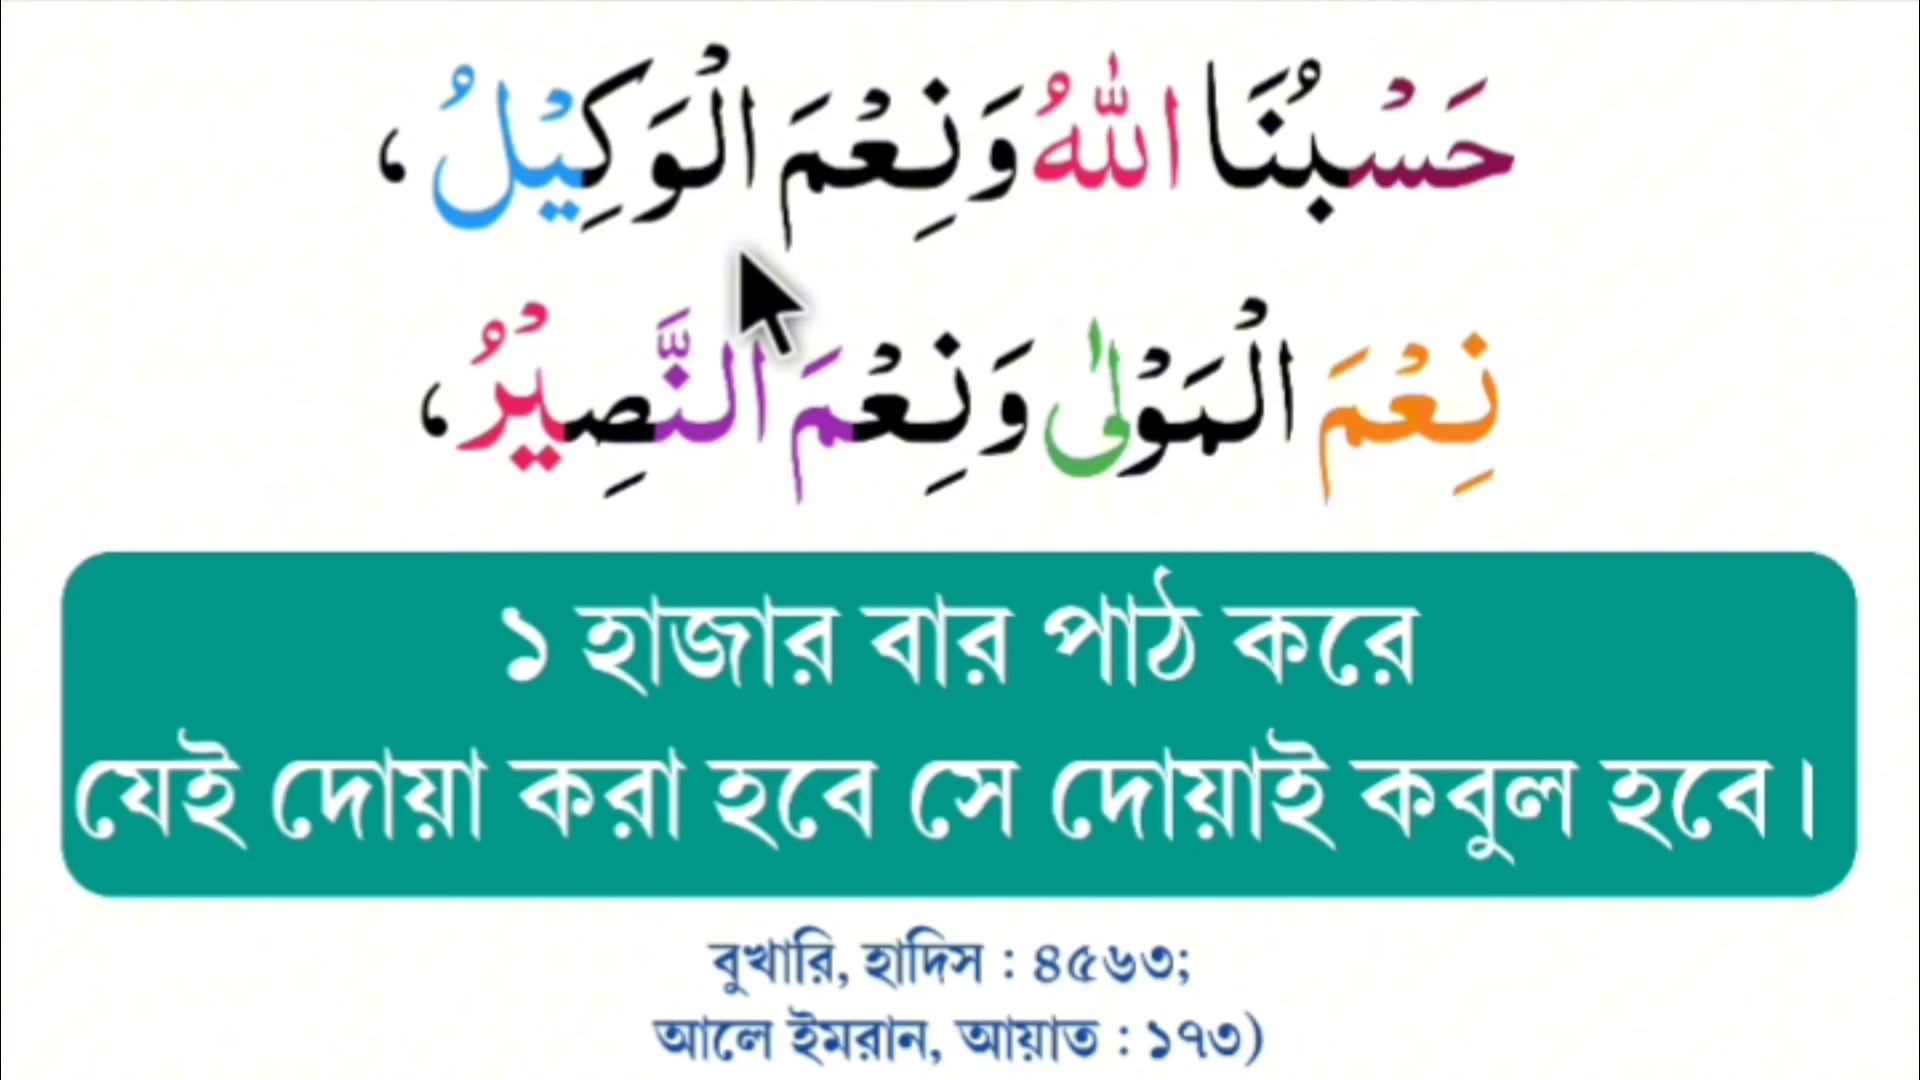 حَسْبُنَا اللّٰهُ وَنِعْمَ الْوَكِيْلُ،
نِعْمَ الْمَوْلٰى وَنِعْمَ النَّصِيْرُ،
১ হাজার বার পাঠ করে
যেই দোয়া করা হবে সে দোয়াই কবুল হবে।
বুখারি, হাদিস : ৪৫৬৩;
আলে ইমরান, আয়াত : ১৭৩)